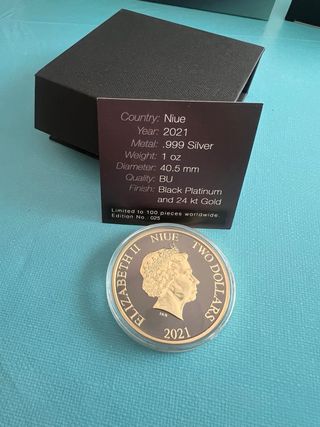 Country: Niue
Year: 2021
Metal: .999 Silver
Weight: 1 oz
Diameter: 40.5 mm
Quality: BU
Finish: Black Platinum
and 24 kt Gold
Limited to 100 pieces worldwide.
Edition No.: 025
ELIZABETH II NIUE TWO DOLLARS
IRB
2021